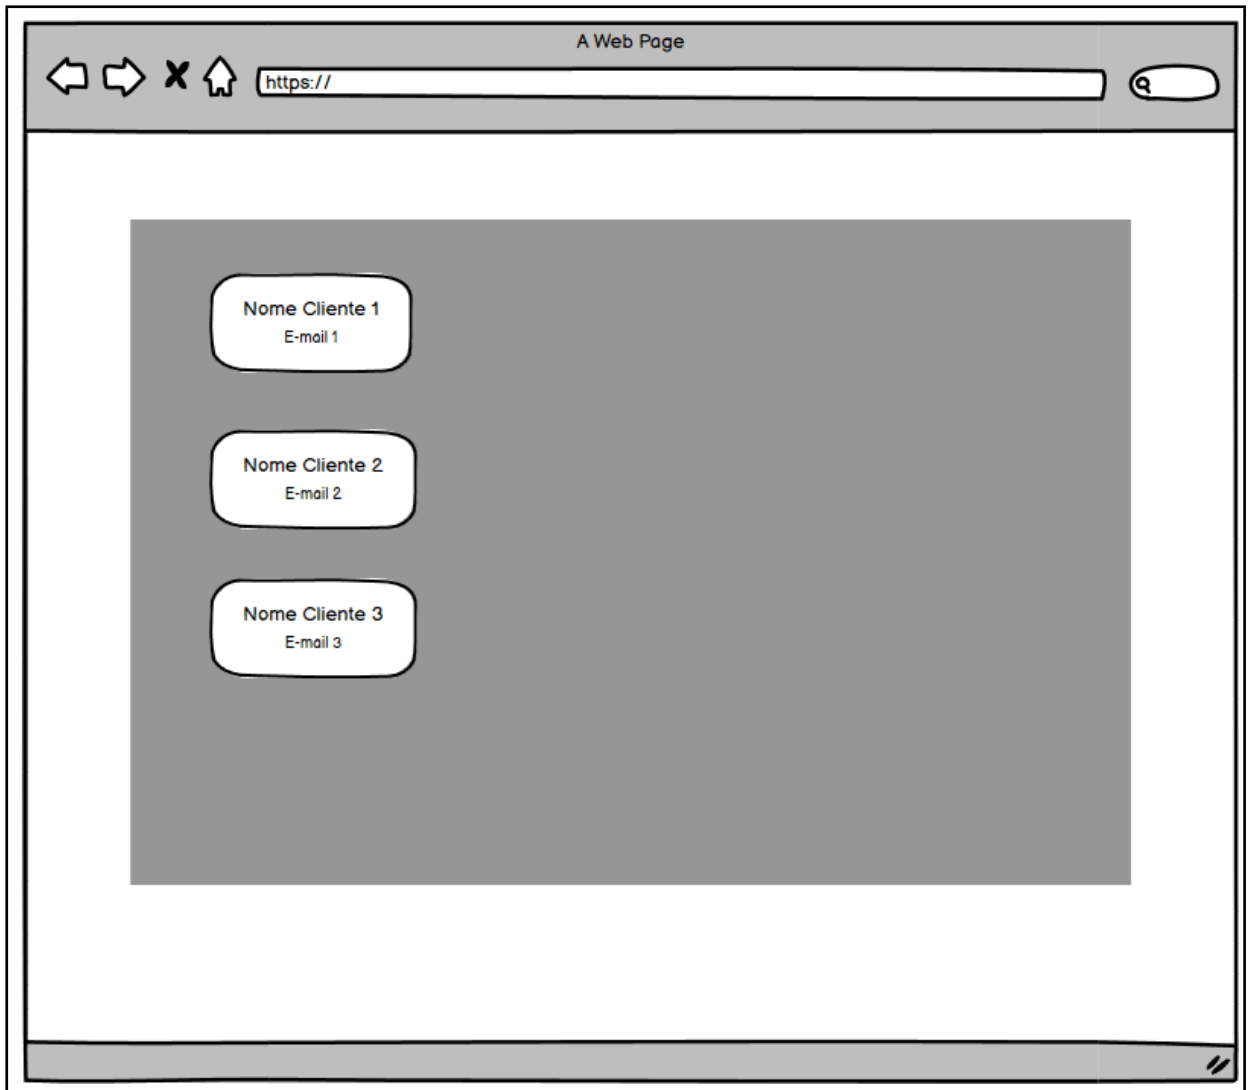 A Web Page
https://
Nome Cliente 1
E-mail 1
Nome Cliente 2
E-mail 2
Nome Cliente 3
E-mail 3